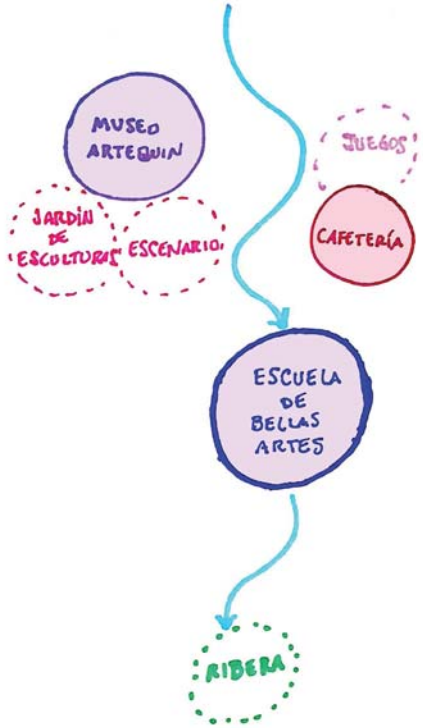 MUSEO
ARTEQUIN
JUEGOS
JARDÍN
DE
ESCULTURAS
ESCENARIO
CAFETERÍA
ESCUELA
DE
BELLAS
ARTES
RIBERA